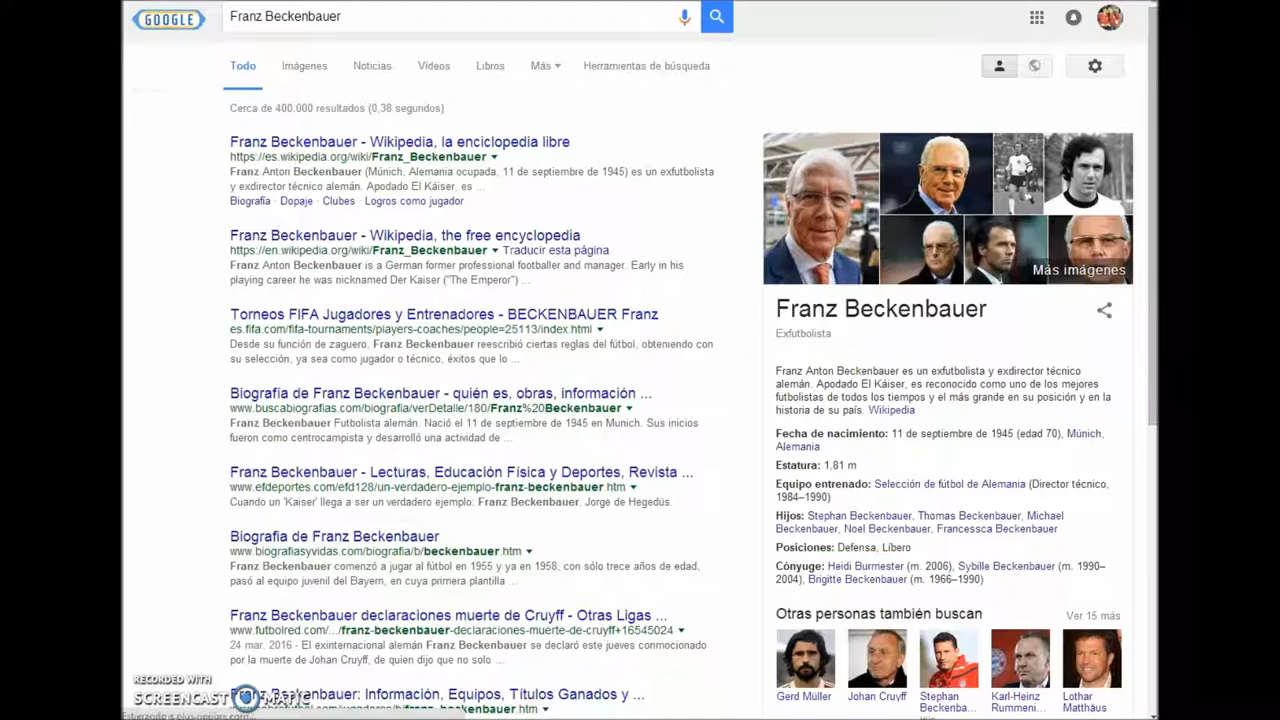 GOOGLE
Franz Beckenbauer
Todo Imágenes Noticias Vídeos Libros Más Herramientas de búsqueda
Cerca de 400.000 resultados (0,38 segundos)
Franz Beckenbauer - Wikipedia, la enciclopedia libre
https://es.wikipedia.org/wiki/Franz_Beckenbauer
Franz Anton Beckenbauer (Múnich, Alemania ocupada, 11 de septiembre de 1945) es un exfutbolista
y exdirector técnico alemán. Apodado El Káiser, es ...
Biografía · Dopaje · Clubes · Logros como jugador
Franz Beckenbauer - Wikipedia, the free encyclopedia
https://en.wikipedia.org/wiki/Franz_Beckenbauer Traducir esta página
Franz Anton Beckenbauer is a German former professional footballer and manager. Early in his
playing career he was nicknamed Der Kaiser ("The Emperor") ...
Torneos FIFA Jugadores y Entrenadores - BECKENBAUER Franz
es.fifa.com/fifa-tournaments/players-coaches/people=25113/index.html
Desde su función de zaguero, Franz Beckenbauer reescribió ciertas reglas del fútbol, obteniendo con
su selección, ya sea como jugador o técnico, éxitos que lo ...
Biografía de Franz Beckenbauer - quién es, obras, información ...
www.buscabiografias.com/biografia/verDetalle/180/Franz%20Beckenbauer
Franz Beckenbauer Futbolista alemán. Nació el 11 de septiembre de 1945 en Munich. Sus inicios
fueron como centrocampista y desarrolló una actividad de ...
Franz Beckenbauer - Lecturas, Educación Física y Deportes, Revista ...
www.efdeportes.com/efd128/un-verdadero-ejemplo-franz-beckenbauer.htm
Cuando un 'Kaiser' llega a ser un verdadero ejemplo: Franz Beckenbauer. Jorge de Hegedüs.
Biografia de Franz Beckenbauer
www.biografiasyvidas.com/biografia/b/beckenbauer.htm
Franz Beckenbauer comenzó a jugar al fútbol en 1955 y ya en 1958, con sólo trece años de edad,
pasó al equipo juvenil del Bayern, en cuya primera plantilla ...
Franz Beckenbauer declaraciones muerte de Cruyff - Otras Ligas ...
www.futbolred.com/.../franz-beckenbauer-declaraciones-muerte-de-cruyff+16545024
24 mar. 2016 - El exinternacional alemán Franz Beckenbauer se declaró este jueves conmocionado
por la muerte de Johan Cruyff, de quien dijo que no solo ...
Franz Beckenbauer: Información, Equipos, Títulos Ganados y ...
RECORDED WITH
SCREENCAST MATIC
Más imágenes
Franz Beckenbauer
Exfutbolista
Franz Anton Beckenbauer es un exfutbolista y exdirector técnico
alemán. Apodado El Káiser, es reconocido como uno de los mejores
futbolistas de todos los tiempos y el más grande en su posición y en la
historia de su país. Wikipedia
Fecha de nacimiento: 11 de septiembre de 1945 (edad 70), Múnich,
Alemania
Estatura: 1,81 m
Equipo entrenado: Selección de fútbol de Alemania (Director técnico,
1984–1990)
Hijos: Stephan Beckenbauer, Thomas Beckenbauer, Michael
Beckenbauer, Noel Beckenbauer, Francessca Beckenbauer
Posiciones: Defensa, Líbero
Cónyuge: Heidi Burmester (m. 2006), Sybille Beckenbauer (m. 1990–
2004), Brigitte Beckenbauer (m. 1966–1990)
Otras personas también buscan Ver 15 más
Gerd Müller
Johan Cruyff
Stephan
Beckenba...
Karl-Heinz
Rummeni...
Lothar
Matthäus